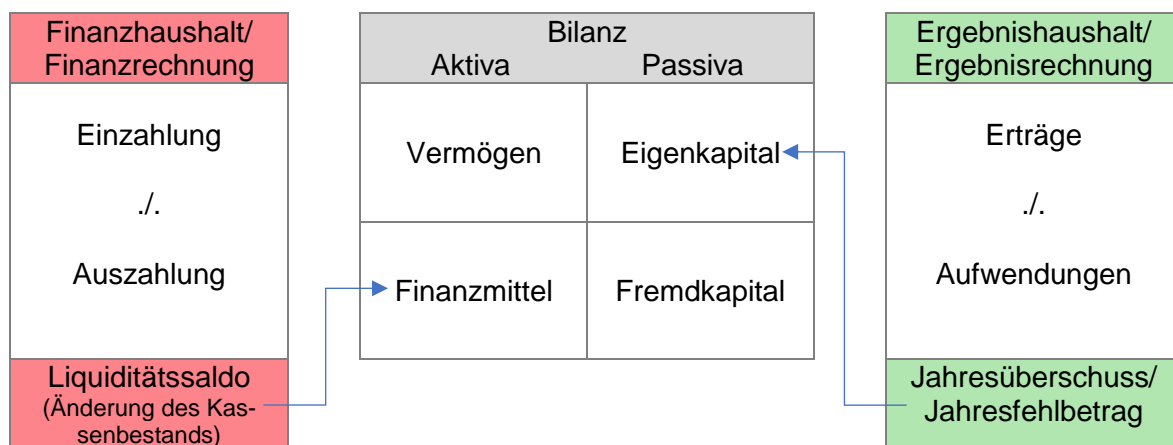 Finanzhaushalt/
Finanzrechnung
Einzahlung
./.
Auszahlung
Liquiditätssaldo
(Änderung des Kas-
senbestands)
Bilanz
Aktiva Passiva
Vermögen Eigenkapital
Finanzmittel Fremdkapital
Ergebnishaushalt/
Ergebnisrechnung
Erträge
./.
Aufwendungen
Jahresüberschuss/
Jahresfehlbetrag